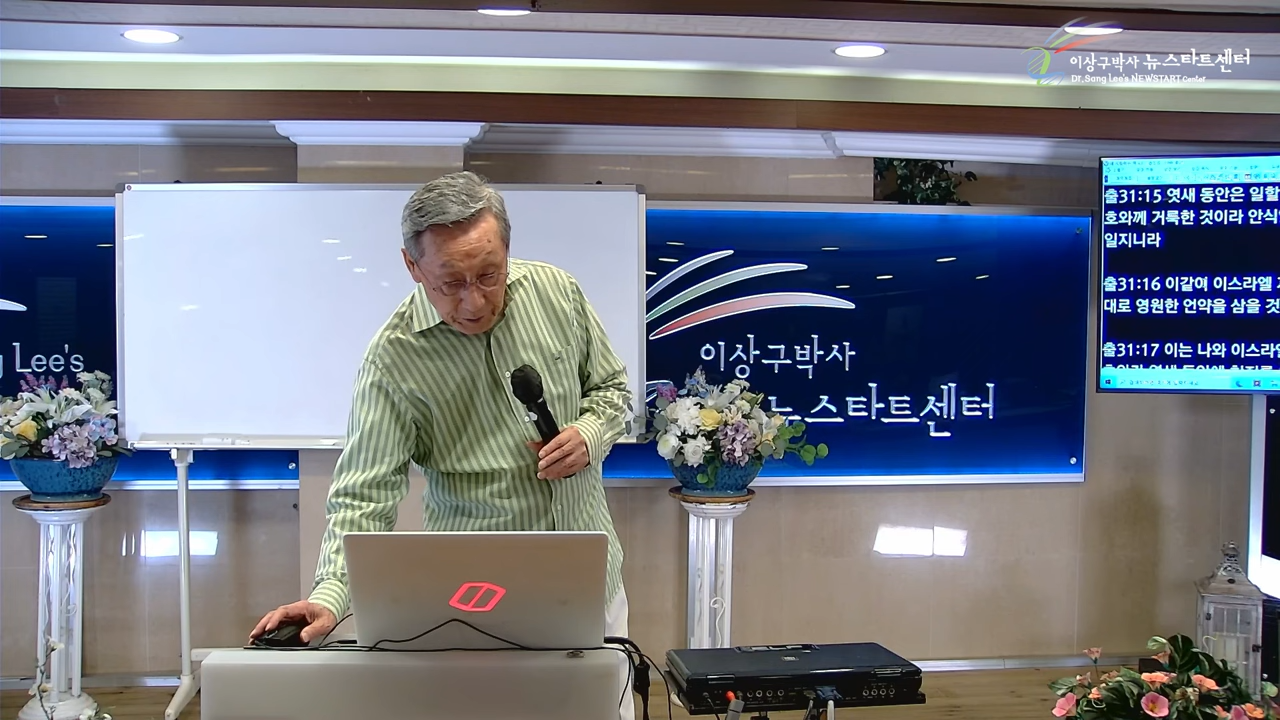 이상구박사 뉴스타트센터
Dr. Sang Lee's NEWSTART Center
Lee's
이상구박사
뉴스타트센터
출31:15 엿새 동안은 일할
호와께 거룩한 것이라 안식
일지니라
출31:16 이같이 이스라엘
대로 영원한 언약을 삼을 것
출31:17 이는 나와 이스라엘